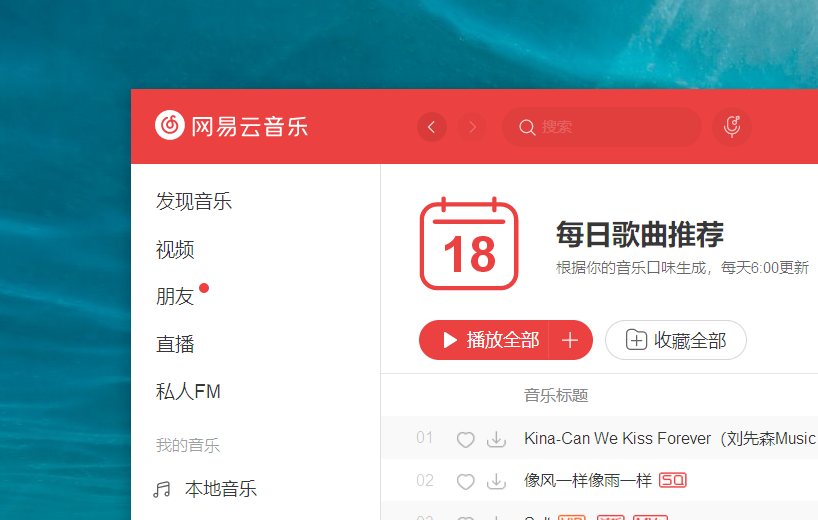 网易云音乐
搜索
发现音乐
视频
朋友
直播
私人FM
我的音乐
本地音乐
18
每日歌曲推荐
根据你的音乐口味生成，每天6:00更新
播放全部
收藏全部
音乐标题
01 Kina-Can We Kiss Forever（刘先森Music
02 像风一样像雨一样 SQ